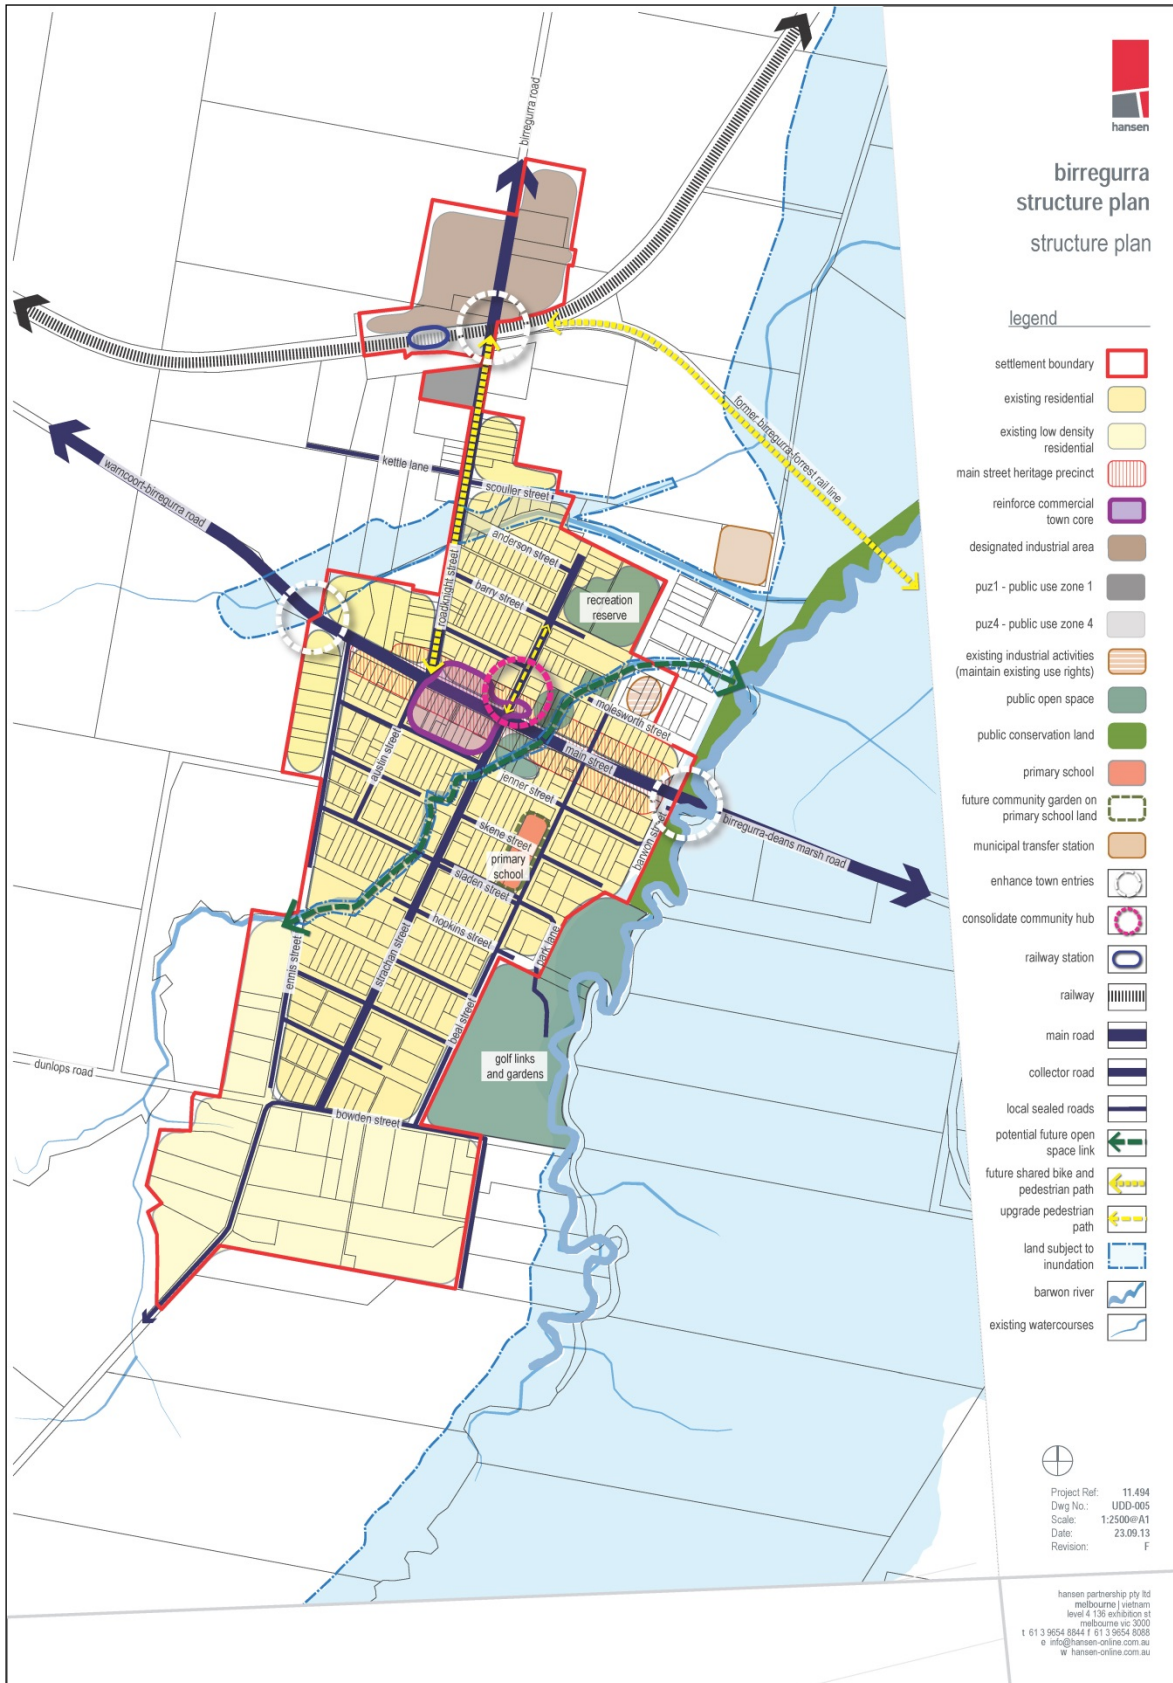 hansen
birregurra
structure plan
structure plan
legend
settlement boundary
existing residential
existing low density
residential
main street heritage precinct
reinforce commercial
town core
designated industrial area
puz1 - public use zone 1
puz4 - public use zone 4
existing industrial activities
(maintain existing use rights)
public open space
public conservation land
primary school
future community garden on
primary school land
municipal transfer station
enhance town entries
consolidate community hub
railway station
railway
main road
collector road
local sealed roads
potential future open
space link
future shared bike and
pedestrian path
upgrade pedestrian
path
land subject to
inundation
barwon river
existing watercourses
birregurra road
former birregurra-forrest rail line
warncoort-birregurra road
kettle lane
scouller street
anderson street
barry street
roadknight street
recreation
reserve
molesworth street
main street
austin street
jenner street
skene street
primary
school
sladen street
barwon street
birregurra-deans marsh road
hopkins street
park lane
strachan street
ennis street
beal street
golf links
and gardens
dunlops road
bowden street
Project Ref: 11.494
Dwg No.: UDD-005
Scale: 1:2500@A1
Date: 23.09.13
Revision: F
hansen partnership pty ltd
melbourne | vietnam
level 4 136 exhibition st
melbourne vic 3000
t 61 3 9654 8844 f 61 3 9654 8088
e info@hansen-online.com.au
w hansen-online.com.au